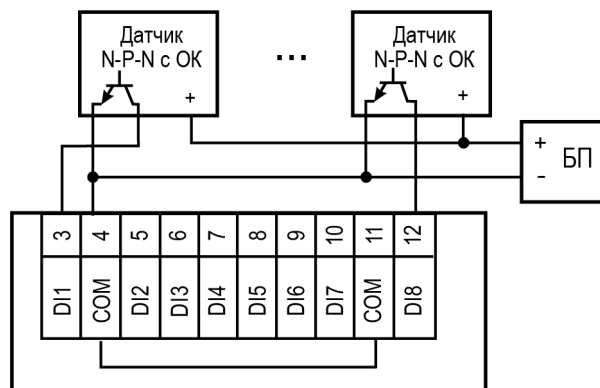 Датчик
N-P-N с ОК
+
...
Датчик
N-P-N с ОК
+
+
БП
-
3 4 5 6 7 8 9 10 11 12
DI1 COM DI2 DI3 DI4 DI5 DI6 DI7 COM DI8